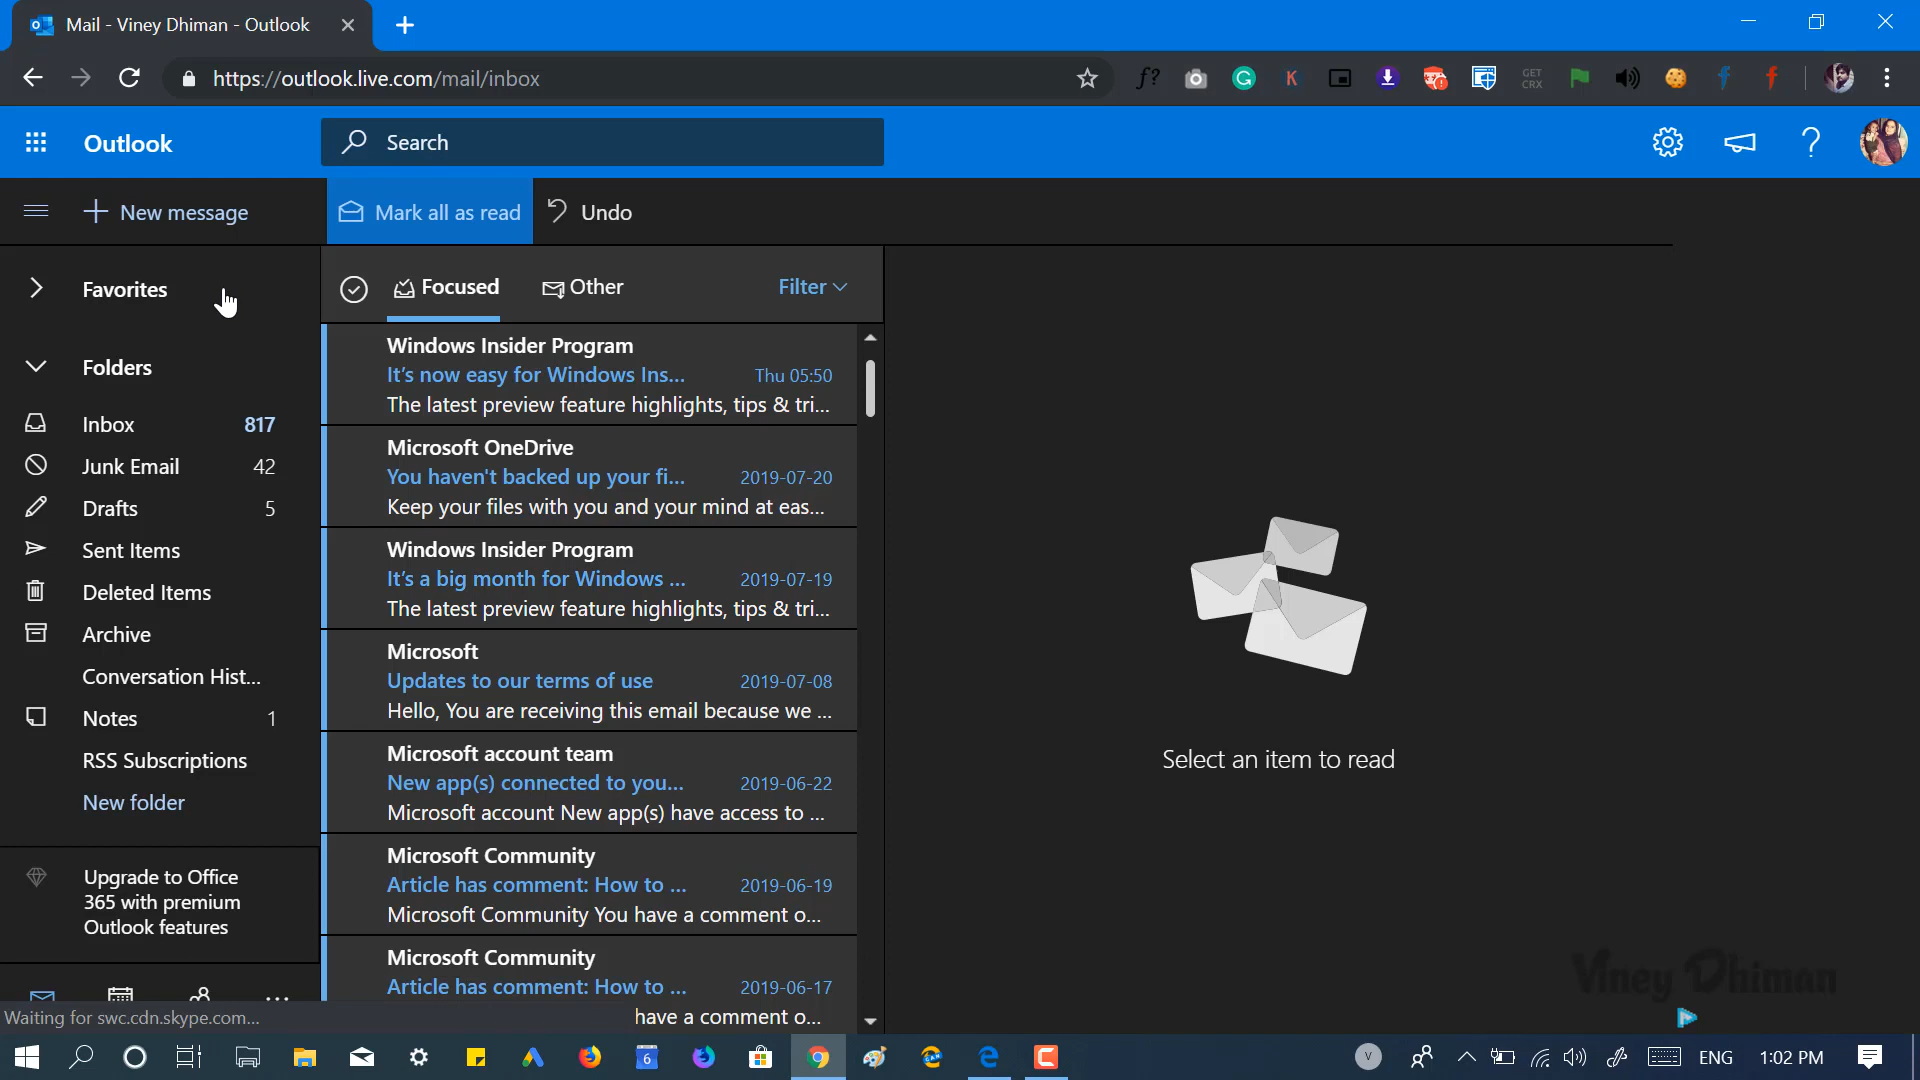 Mail - Viney Dhiman - Outlook
https://outlook.live.com/mail/inbox
f?
K
GET
CRX
Outlook
Search
New message
Mark all as read
Undo
Favorites
Folders
Inbox 817
Junk Email 42
Drafts 5
Sent Items
Deleted Items
Archive
Conversation Hist...
Notes 1
RSS Subscriptions
New folder
Upgrade to Office
365 with premium
Outlook features
Waiting for swc.cdn.skype.com...
Focused
Other
Filter
Windows Insider Program
It's now easy for Windows Ins... Thu 05:50
The latest preview feature highlights, tips & tri...
Microsoft OneDrive
You haven't backed up your fi... 2019-07-20
Keep your files with you and your mind at eas...
Windows Insider Program
It's a big month for Windows ... 2019-07-19
The latest preview feature highlights, tips & tri...
Microsoft
Updates to our terms of use 2019-07-08
Hello, You are receiving this email because we ...
Microsoft account team
New app(s) connected to you... 2019-06-22
Microsoft account New app(s) have access to ...
Microsoft Community
Article has comment: How to ... 2019-06-19
Microsoft Community You have a comment o...
Microsoft Community
Article has comment: How to ... 2019-06-17
have a comment o...
Select an item to read
Viney Dhiman
6
V
ENG
1:02 PM